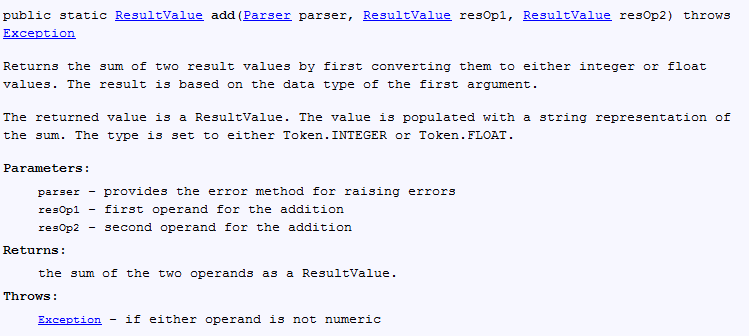 public static ResultValue add(Parser parser, ResultValue resOp1, ResultValue resOp2) throws
Exception
Returns the sum of two result values by first converting them to either integer or float
values. The result is based on the data type of the first argument.
The returned value is a ResultValue. The value is populated with a string representation of
the sum. The type is set to either Token.INTEGER or Token.FLOAT.
Parameters:
parser - provides the error method for raising errors
resOp1 - first operand for the addition
resOp2 - second operand for the addition
Returns:
the sum of the two operands as a ResultValue.
Throws:
Exception - if either operand is not numeric